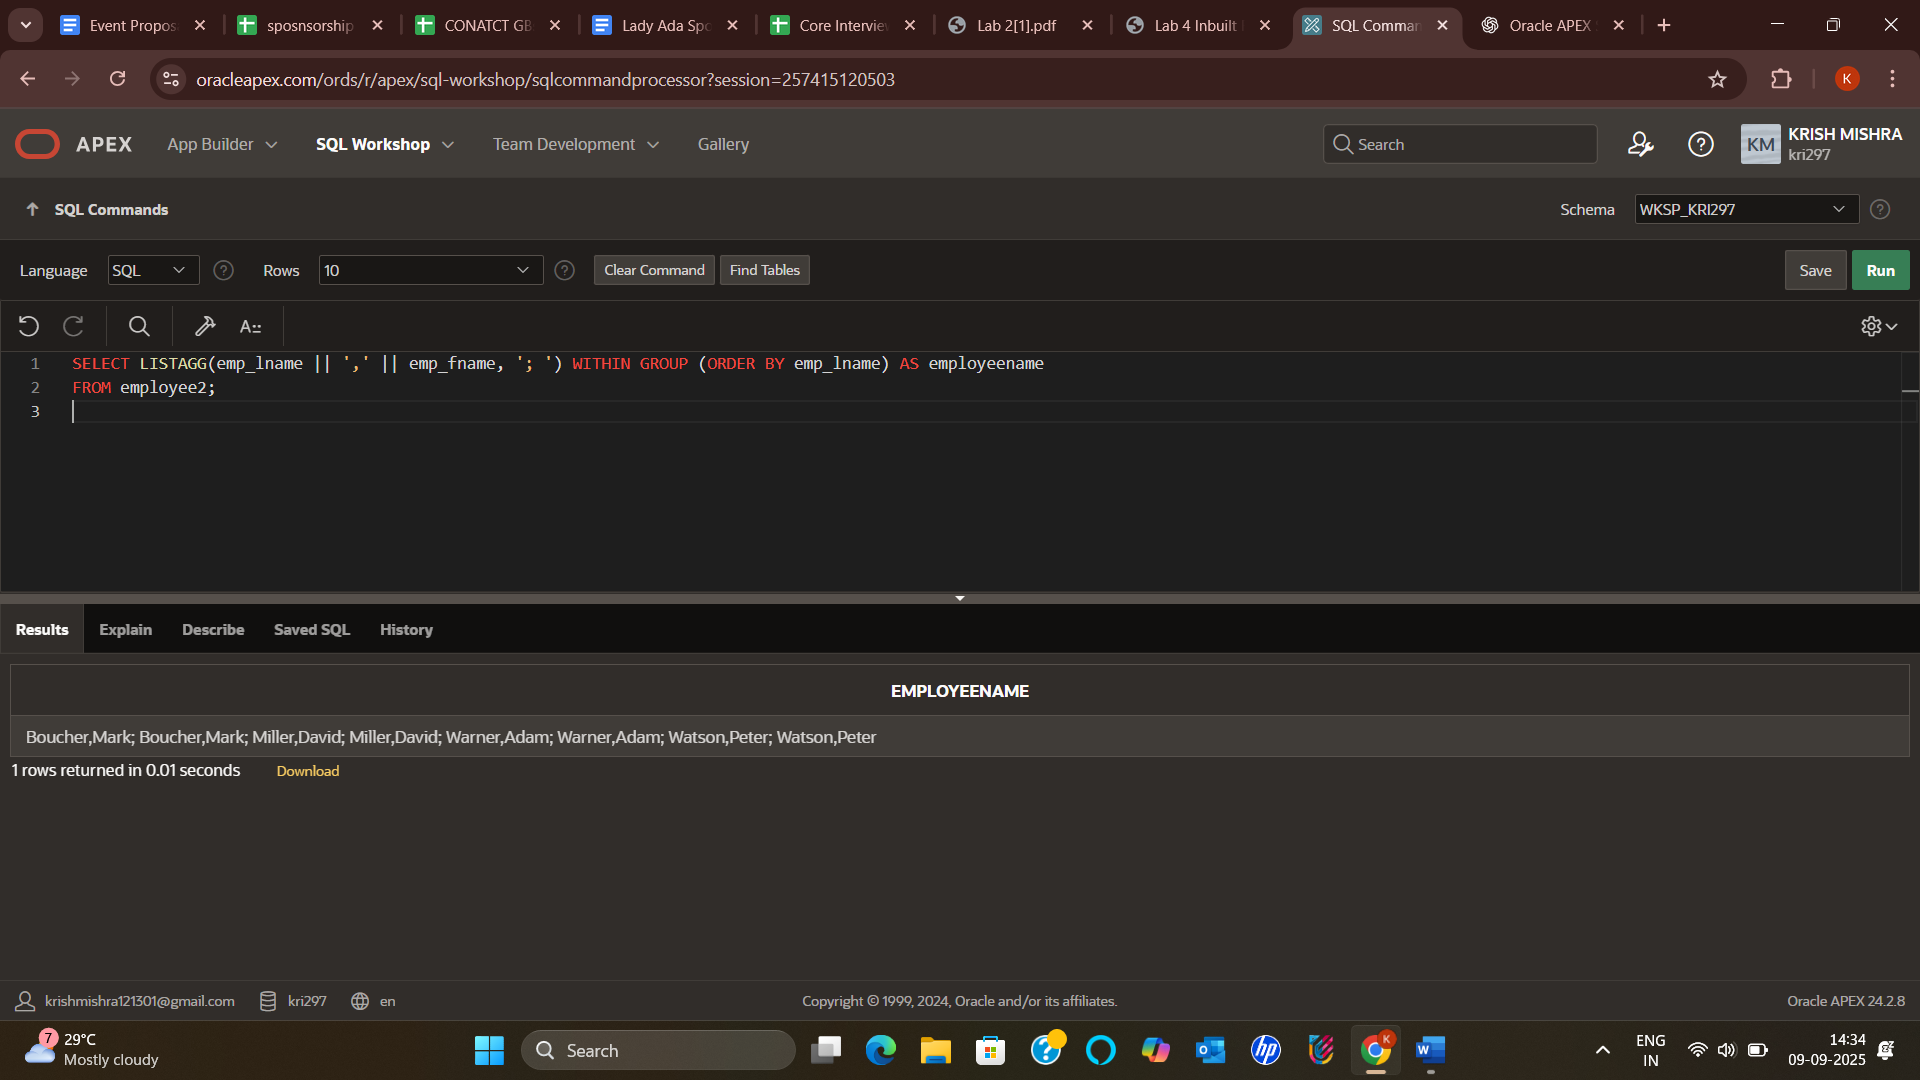 Event Propos
sposnsorship
CONATCT GB
Lady Ada Spo
Core Interview
Lab 2[1].pdf
Lab 4 Inbuilt
SQL Comman
Oracle APEX
oracleapex.com/ords/r/apex/sql-workshop/sqlcommandprocessor?session=257415120503
K
APEX
App Builder
SQL Workshop
Team Development
Gallery
Search
KM
KRISH MISHRA
kri297
SQL Commands
Schema
WKSP_KRI297
Language
SQL
Rows
10
Clear Command
Find Tables
Save
Run
1 SELECT LISTAGG(emp_lname || ',' || emp_fname, '; ') WITHIN GROUP (ORDER BY emp_lname) AS employeename
2 FROM employee2;
3
Results
Explain
Describe
Saved SQL
History
EMPLOYEENAME
Boucher,Mark; Boucher,Mark; Miller,David; Miller,David; Warner,Adam; Warner,Adam; Watson,Peter; Watson,Peter
1 rows returned in 0.01 seconds
Download
krishmishra121301@gmail.com
kri297
en
Copyright © 1999, 2024, Oracle and/or its affiliates.
Oracle APEX 24.2.8
7
29°C
Mostly cloudy
Search
hp
K
W
ENG
IN
14:34
09-09-2025